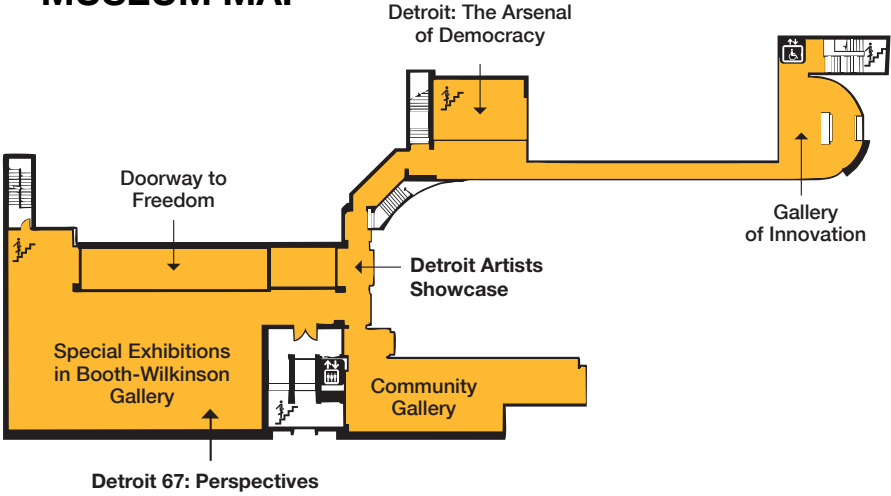 Detroit: The Arsenal
of Democracy
Doorway to
Freedom
Gallery
of Innovation
Detroit Artists
Showcase
Special Exhibitions
in Booth-Wilkinson
Gallery
Community
Gallery
Detroit 67: Perspectives